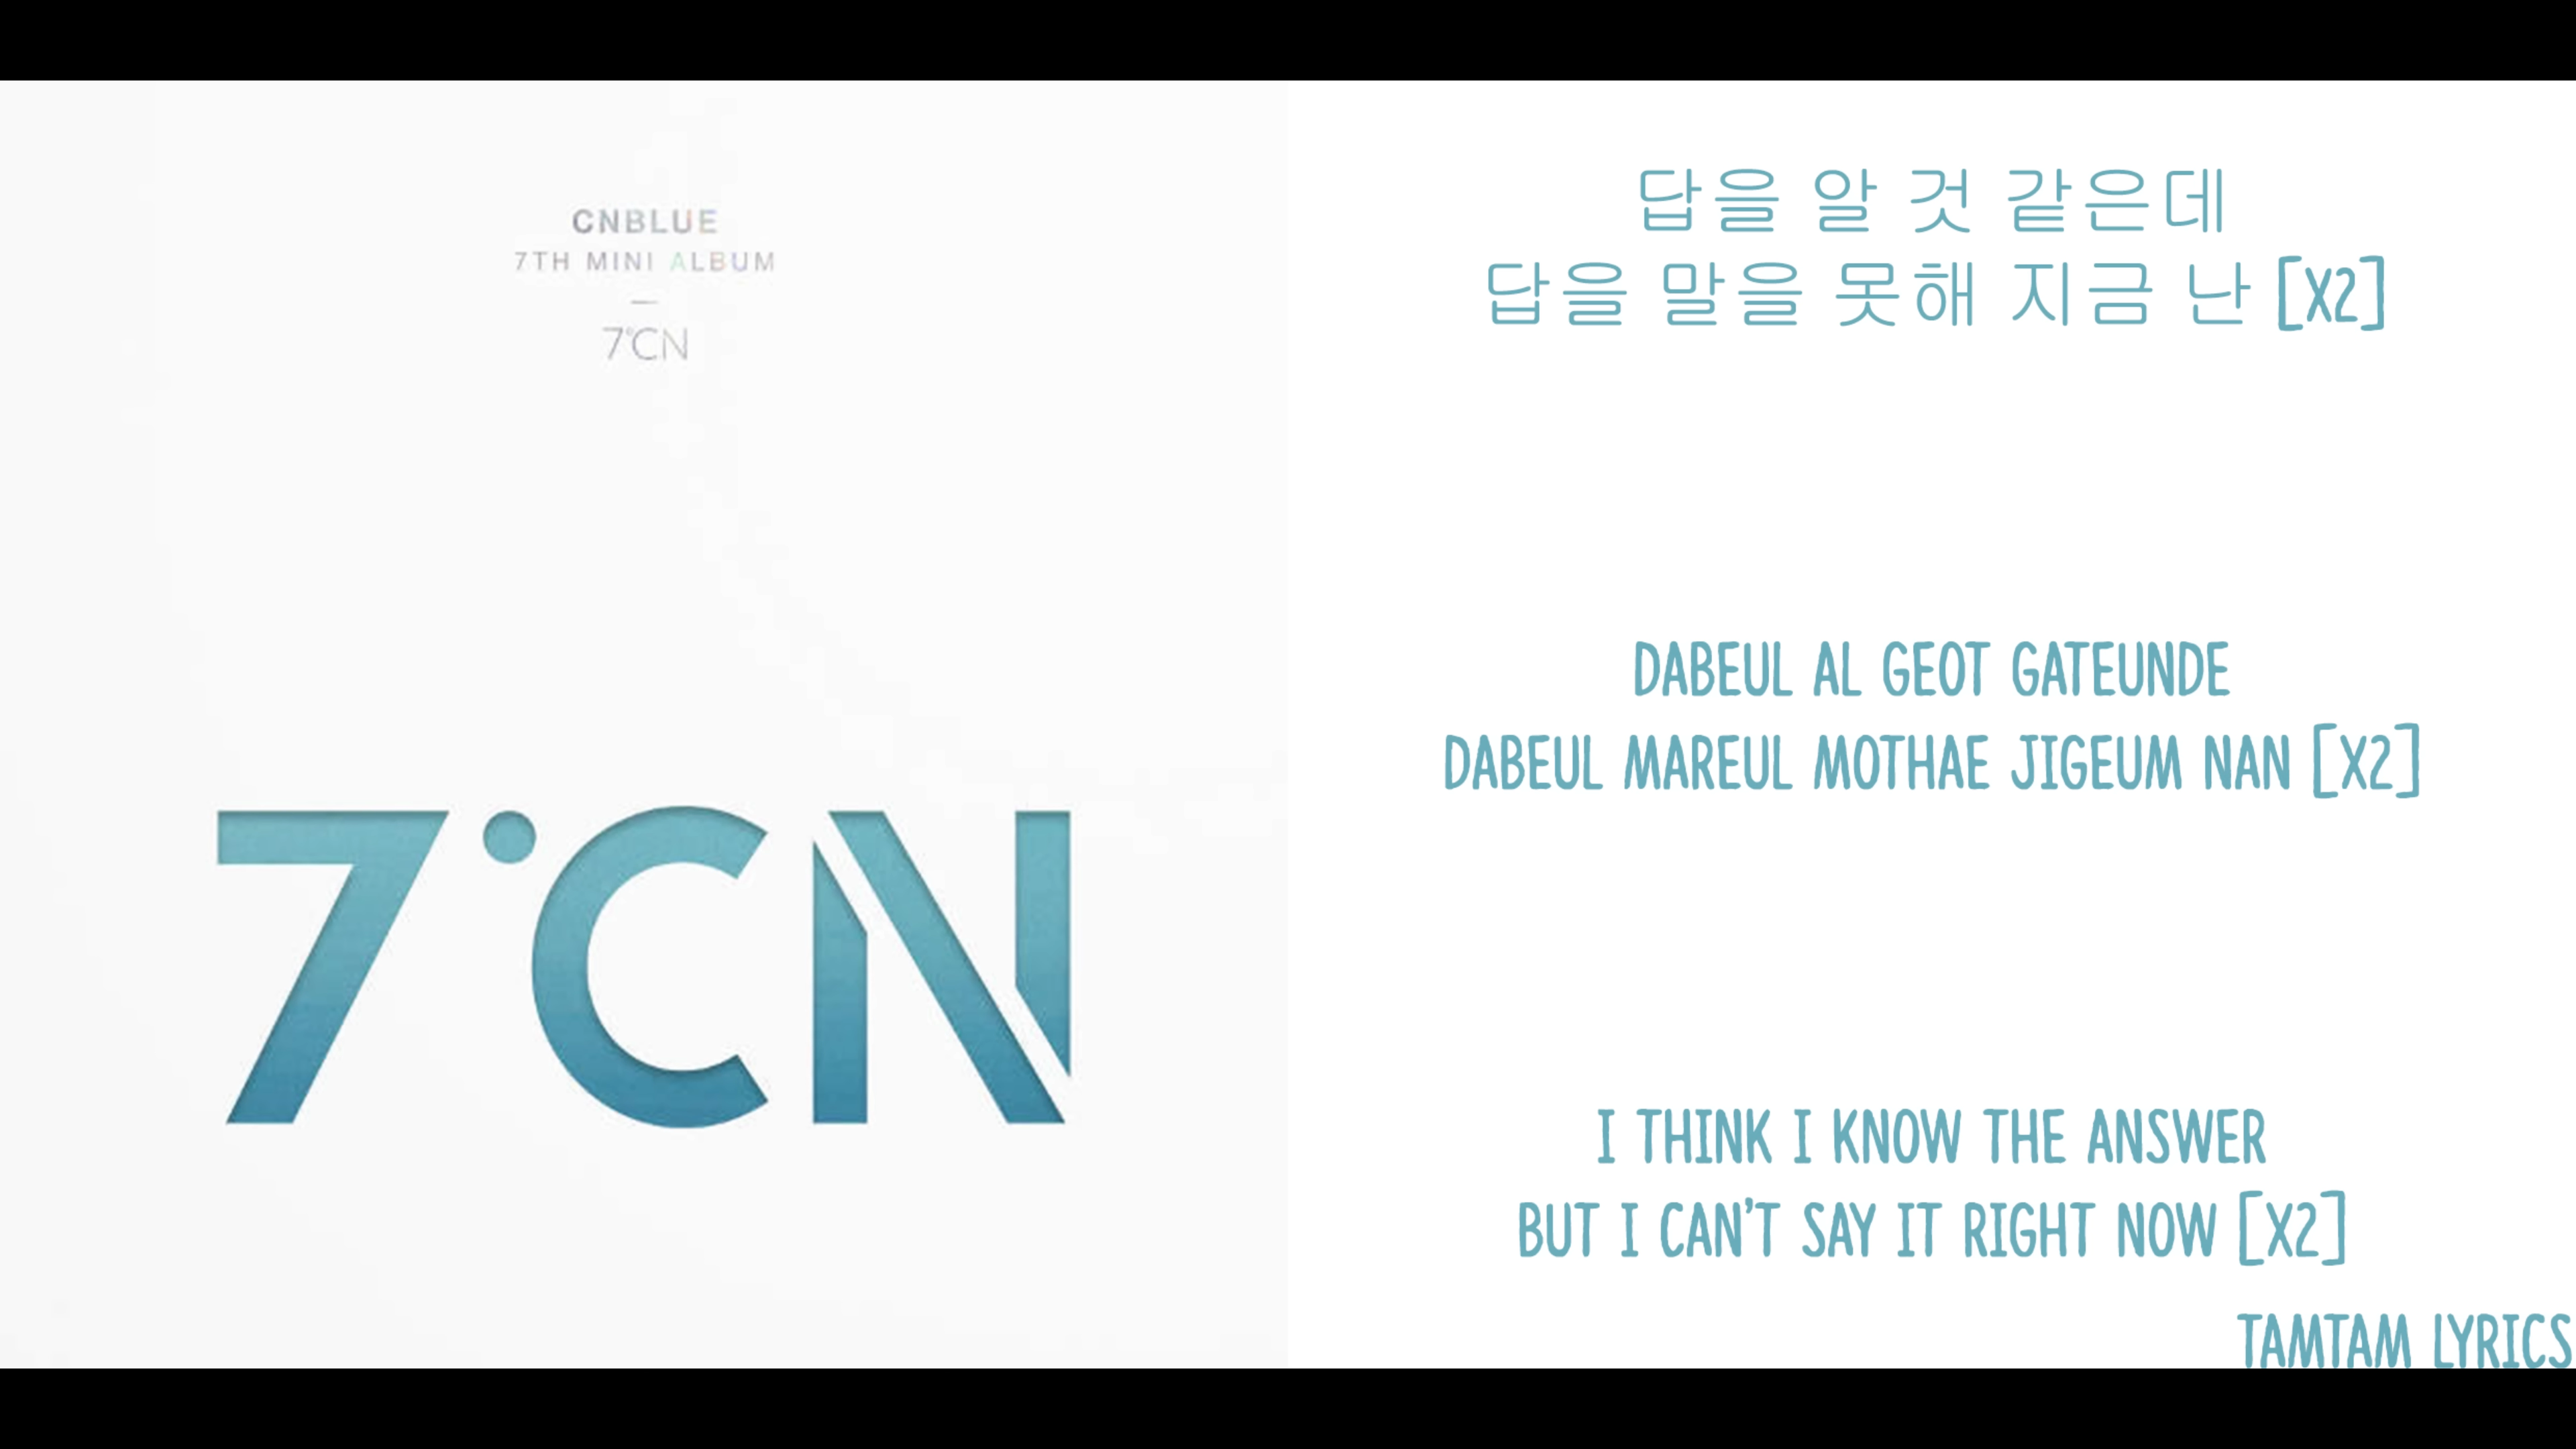 CNBLUE
7TH MINI ALBUM
—
7°CN
7°CN
답을 알 것 같은데
답을 말을 못해 지금 난 [X2]
DABEUL AL GEOT GATEUNDE
DABEUL MAREUL MOTHAE JIGEUM NAN [X2]
I THINK I KNOW THE ANSWER
BUT I CAN'T SAY IT RIGHT NOW [X2]
TAMTAM LYRICS